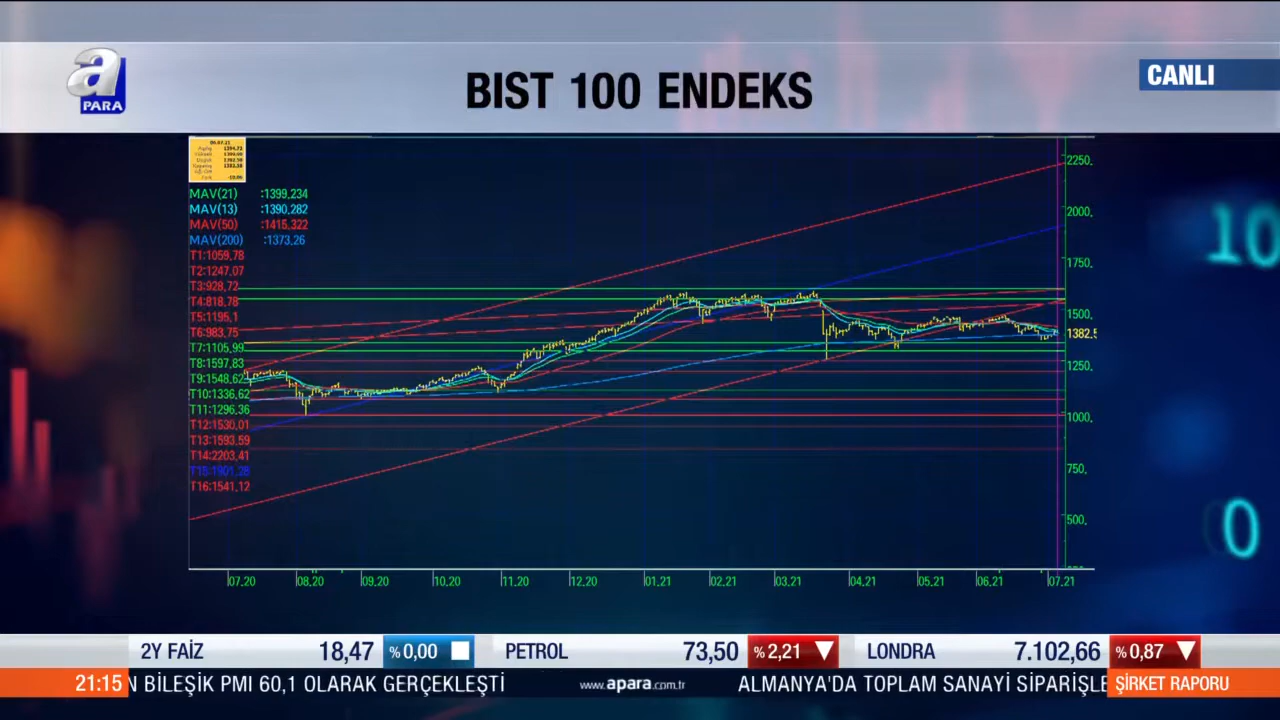 a
PARA
BIST 100 ENDEKS
CANLI
MAV(21) :1399,234
MAV(13) :1390,282
MAV(50) :1415,322
MAV(200) :1373,26
T1:1059,78
T2:1247,07
T3:928,72
T4:818,78
T5:1195,1
T6:983,75
T7:1105,99
T8:1597,83
T9:1548,62
T10:1336,62
T11:1296,36
T12:1530,01
T13:1593,59
T14:2203,41
T15:1901,28
T16:1541,12
2250,
2000,
1750,
1500,
1382,5
1250,
1000,
750,
500,
07.20 08.20 09.20 10.20 11.20 12.20 01.21 02.21 03.21 04.21 05.21 06.21 07.21
10
0
2Y FAİZ 18,47 %0,00 PETROL 73,50 %2,21 LONDRA 7.102,66 %0,87
21:15 N BİLEŞİK PMI 60,1 OLARAK GERÇEKLEŞTİ www.apara.com.tr ALMANYA'DA TOPLAM SANAYİ SİPARİŞLE ŞİRKET RAPORU